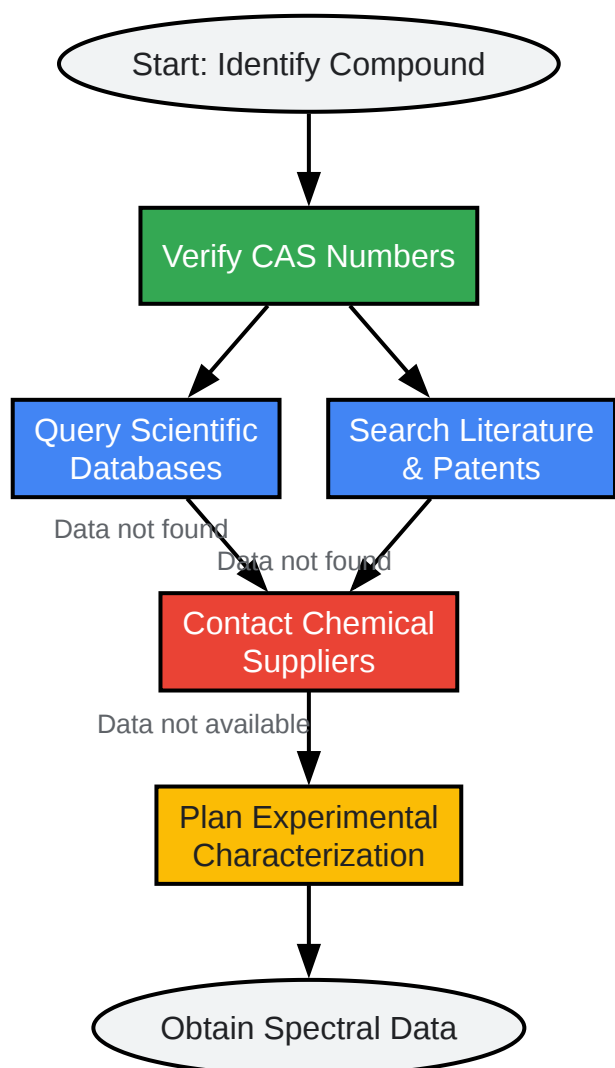 Start: Identify Compound
Verify CAS Numbers
Query Scientific
Databases
Search Literature
& Patents
Data not found
Data not found
Contact Chemical
Suppliers
Data not available
Plan Experimental
Characterization
Obtain Spectral Data